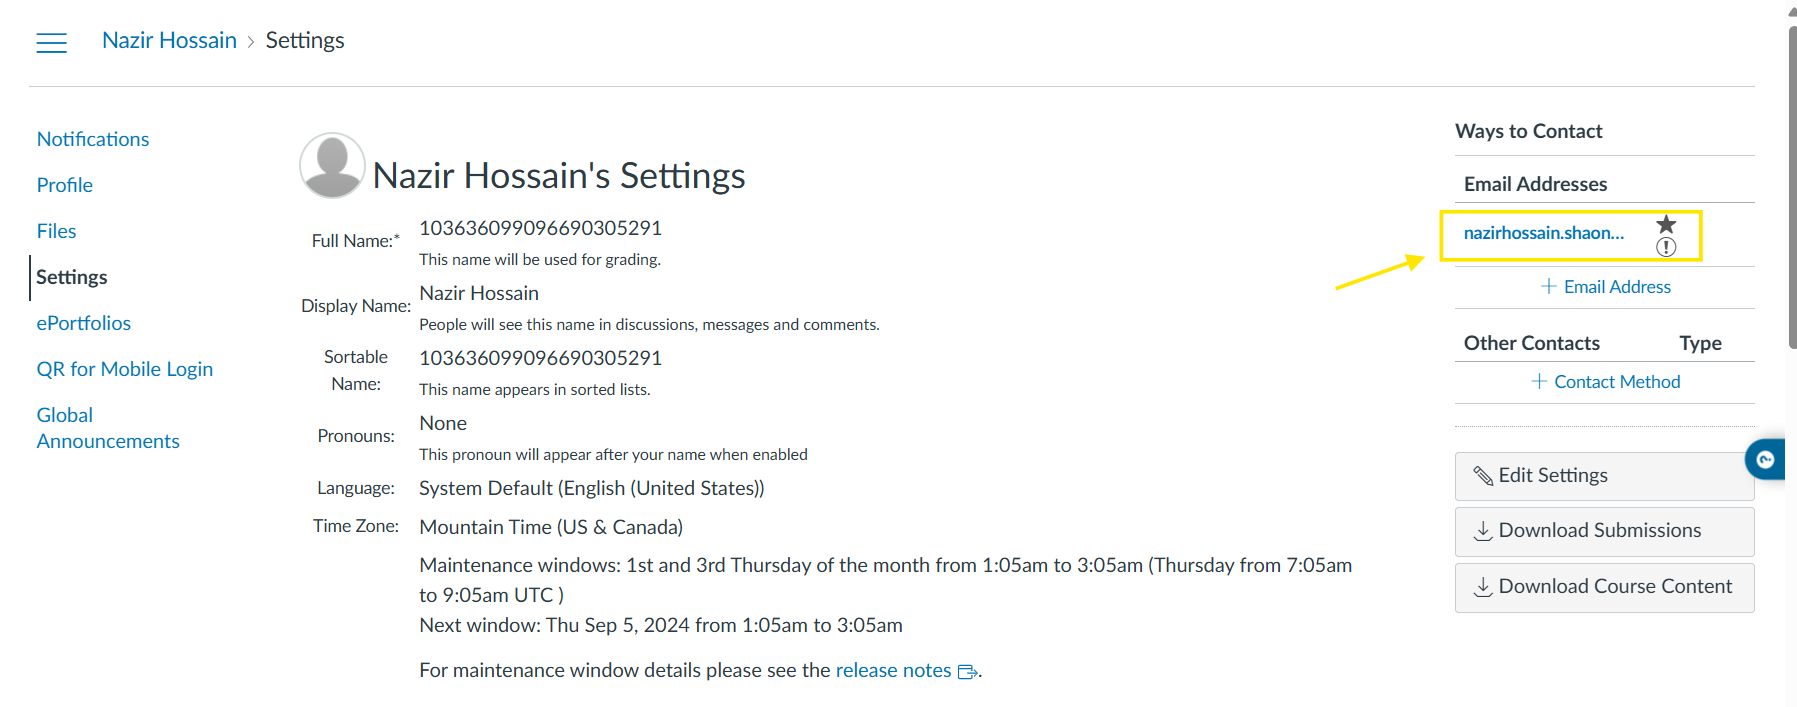 Nazir Hossain > Settings
Notifications
Profile
Files
Settings
ePortfolios
QR for Mobile Login
Global
Announcements
Nazir Hossain's Settings
Full Name:* 103636099096690305291
This name will be used for grading.
Display Name: Nazir Hossain
People will see this name in discussions, messages and comments.
Sortable
Name: 103636099096690305291
This name appears in sorted lists.
Pronouns: None
This pronoun will appear after your name when enabled
Language: System Default (English (United States))
Time Zone: Mountain Time (US & Canada)
Maintenance windows: 1st and 3rd Thursday of the month from 1:05am to 3:05am (Thursday from 7:05am
to 9:05am UTC )
Next window: Thu Sep 5, 2024 from 1:05am to 3:05am
For maintenance window details please see the release notes.
Ways to Contact
Email Addresses
nazirhossain.shaon...
+ Email Address
Other Contacts Type
+ Contact Method
Edit Settings
Download Submissions
Download Course Content